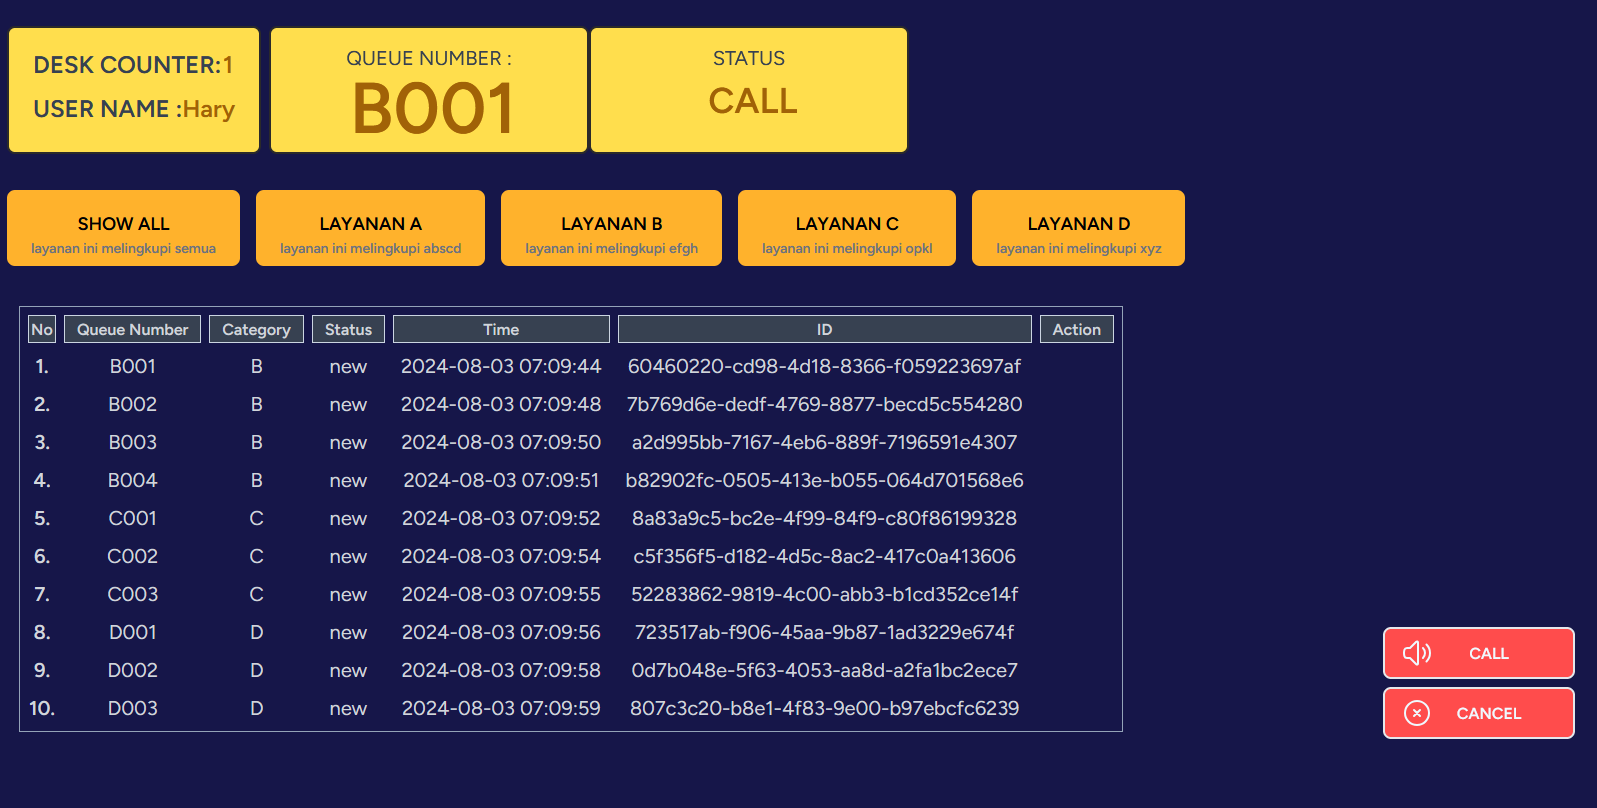 DESK COUNTER:1
USER NAME :Hary
QUEUE NUMBER :
B001
STATUS
CALL
SHOW ALL
layanan ini melingkupi semua
LAYANAN A
layanan ini melingkupi abscd
LAYANAN B
layanan ini melingkupi efgh
LAYANAN C
layanan ini melingkupi opkl
LAYANAN D
layanan ini melingkupi xyz
No Queue Number Category Status Time ID Action
1. B001 B new 2024-08-03 07:09:44 60460220-cd98-4d18-8366-f059223697af
2. B002 B new 2024-08-03 07:09:48 7b769d6e-dedf-4769-8877-becd5c554280
3. B003 B new 2024-08-03 07:09:50 a2d995bb-7167-4eb6-889f-7196591e4307
4. B004 B new 2024-08-03 07:09:51 b82902fc-0505-413e-b055-064d701568e6
5. C001 C new 2024-08-03 07:09:52 8a83a9c5-bc2e-4f99-84f9-c80f86199328
6. C002 C new 2024-08-03 07:09:54 c5f356f5-d182-4d5c-8ac2-417c0a413606
7. C003 C new 2024-08-03 07:09:55 52283862-9819-4c00-abb3-b1cd352ce14f
8. D001 D new 2024-08-03 07:09:56 723517ab-f906-45aa-9b87-1ad3229e674f
9. D002 D new 2024-08-03 07:09:58 0d7b048e-5f63-4053-aa8d-a2fa1bc2ece7
10. D003 D new 2024-08-03 07:09:59 807c3c20-b8e1-4f83-9e00-b97ebcfc6239
CALL
CANCEL